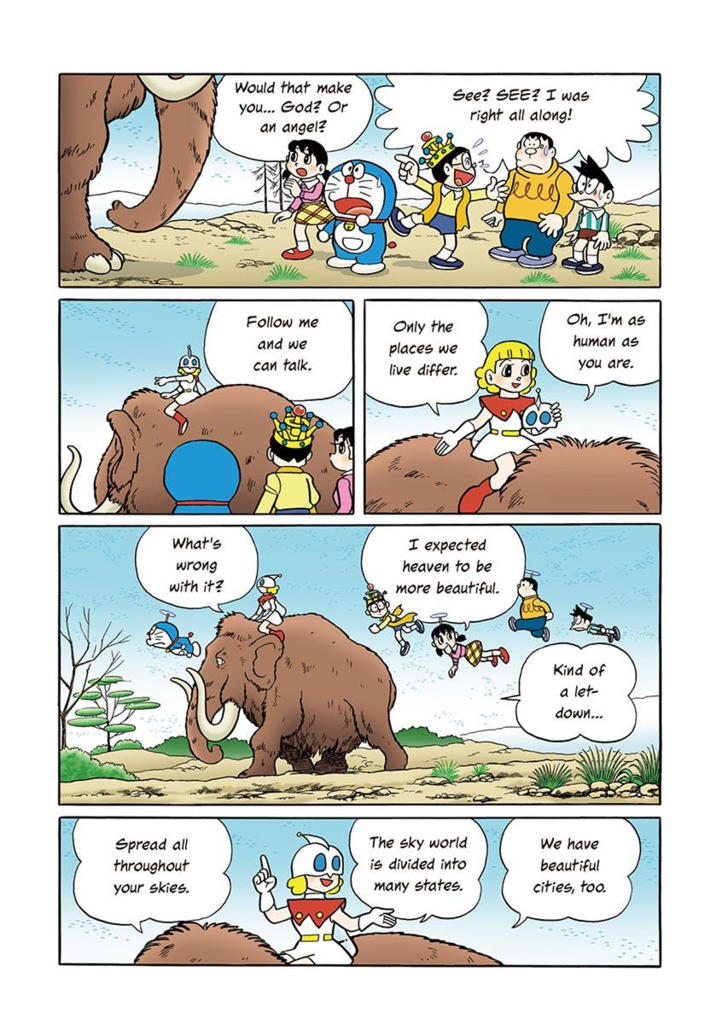 See? SEE? I was
right all along!
Would that make
you... God? Or
an angel?
Oh, I'm as
human as
you are.
Only the
places we
live differ.
Follow me
and we
can talk.
I expected
heaven to be
more beautiful.
Kind of
a let-
down...
What's
wrong
with it?
We have
beautiful
cities, too.
The sky world
is divided into
many states.
Spread all
throughout
your skies.